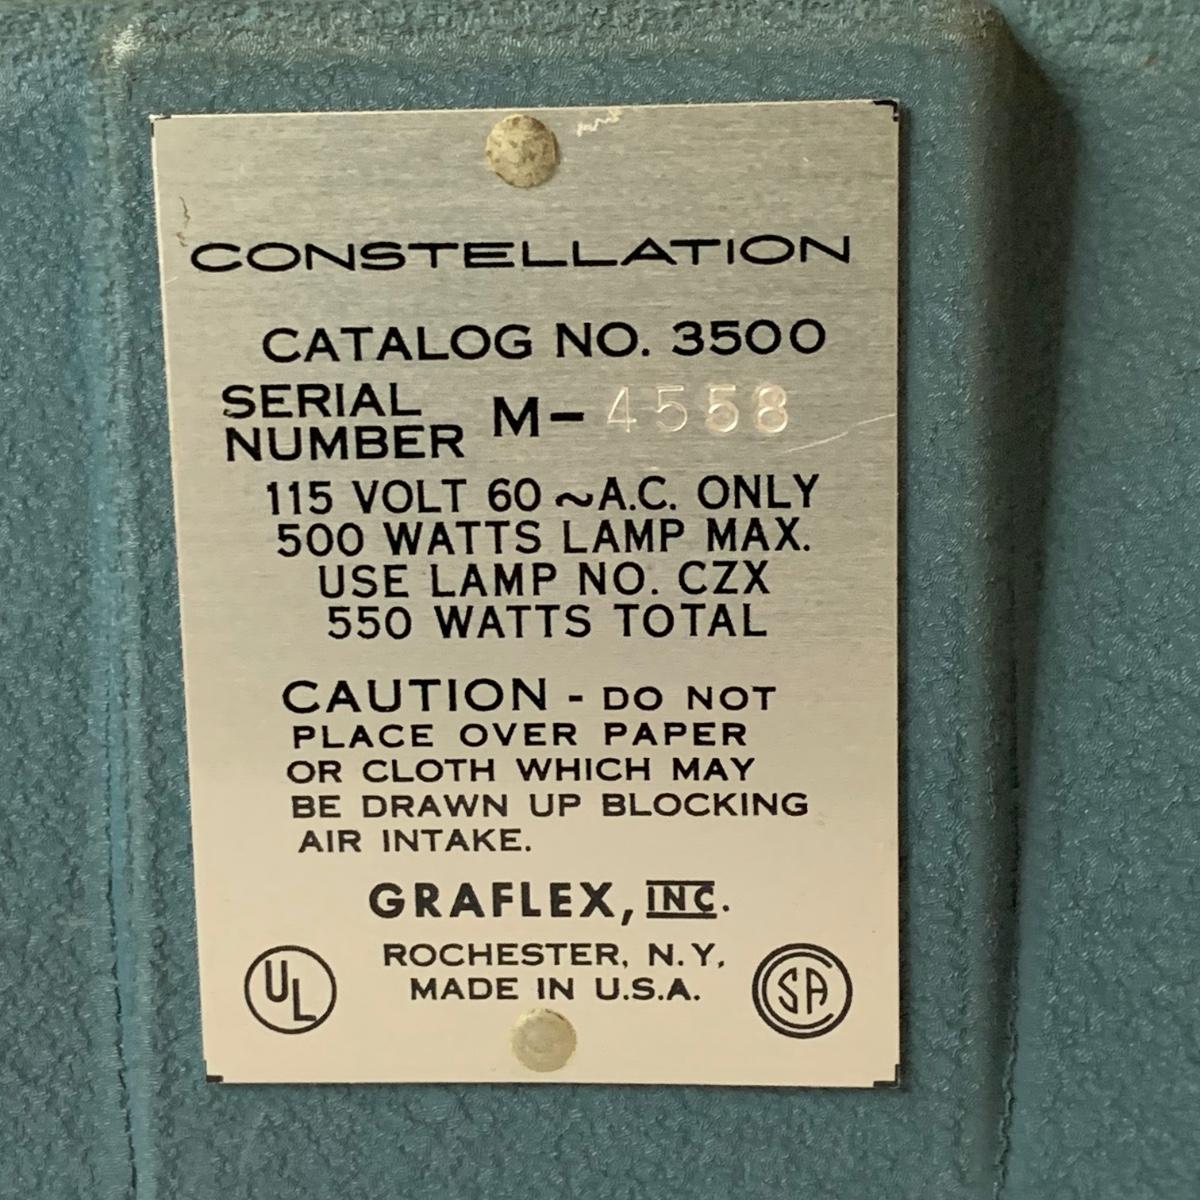 CONSTELLATION
CATALOG NO. 3500
SERIAL NUMBER M-4558
115 VOLT 60 ~ A.C. ONLY
500 WATTS LAMP MAX.
USE LAMP NO. CZX
550 WATTS TOTAL
CAUTION - DO NOT
PLACE OVER PAPER
OR CLOTH WHICH MAY
BE DRAWN UP BLOCKING
AIR INTAKE.
GRAFLEX, INC.
ROCHESTER, N.Y.
MADE IN U.S.A.
UL
SA